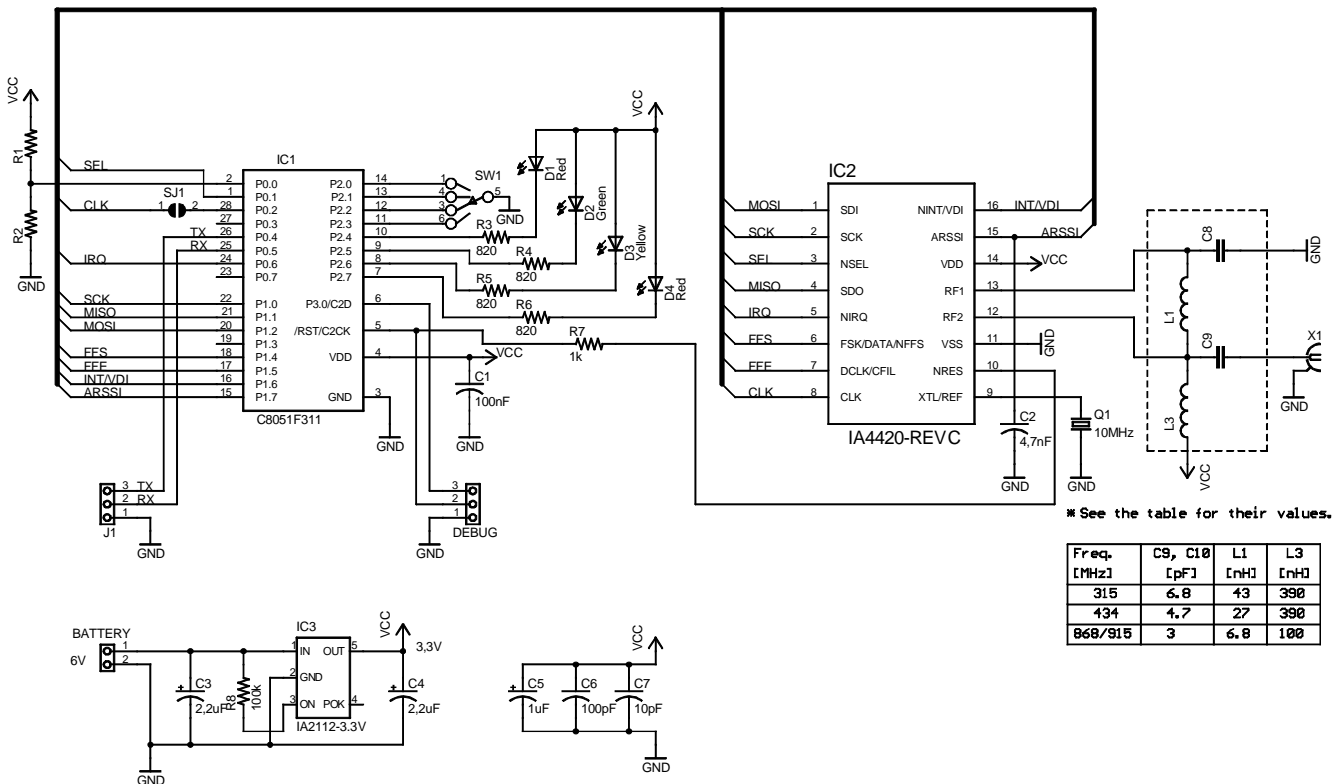 VCC
R1
R2
GND
SEL
SJ1
CLK 1 2
TX
RX
IRQ
SCK
MISO
MOSI
FFS
FFE
INT/VDI
ARSSI
IC1
2 P0.0 P2.0 14
1 P0.1 P2.1 13
28 P0.2 P2.2 12
27 P0.3 P2.3 11
26 P0.4 P2.4 10
25 P0.5 P2.5 9
24 P0.6 P2.6 8
23 P0.7 P2.7 7
22 P1.0 P3.0/C2D 6
21 P1.1
20 P1.2 /RST/C2CK 5
19 P1.3
18 P1.4 VDD 4
17 P1.5
16 P1.6
15 P1.7 GND 3
C8051F311
GND
SW1
1
4
3
6
5
GND
R3
820
R4
820
R5
820
R6
820
R7
1k
D1
Red
D2
Green
D3
Yellow
D4
Red
VCC
VCC
C1
100nF
GND
3 TX
2 RX
1
J1
GND
3
2
1
DEBUG
GND
IC2
MOSI 1 SDI NINT/VDI 16 INT/VDI
SCK 2 SCK ARSSI 15 ARSSI
SEL 3 NSEL VDD 14 VCC
MISO 4 SDO RF1 13
IRQ 5 NIRQ RF2 12
FFS 6 FSK/DATA/NFFS VSS 11 GND
FFE 7 DCLK/CFIL NRES 10
CLK 8 CLK XTL/REF 9
IA4420-REVC
C2
4,7nF
GND
Q1
10MHz
GND
C8
GND
L1
C9
X1
GND
L3
VCC
* See the table for their values.
Freq. [MHz] C9, C10 [pF] L1 [nH] L3 [nH]
315 6.8 43 390
434 4.7 27 390
868/915 3 6.8 100
BATTERY
6V
1
2
GND
C3
2,2uF
R8
100k
IC3
1 IN OUT 5
2 GND
3 ON POK 4
IA2112-3.3V
VCC
3,3V
C4
2,2uF
VCC
C5
1uF
C6
100pF
C7
10pF
GND